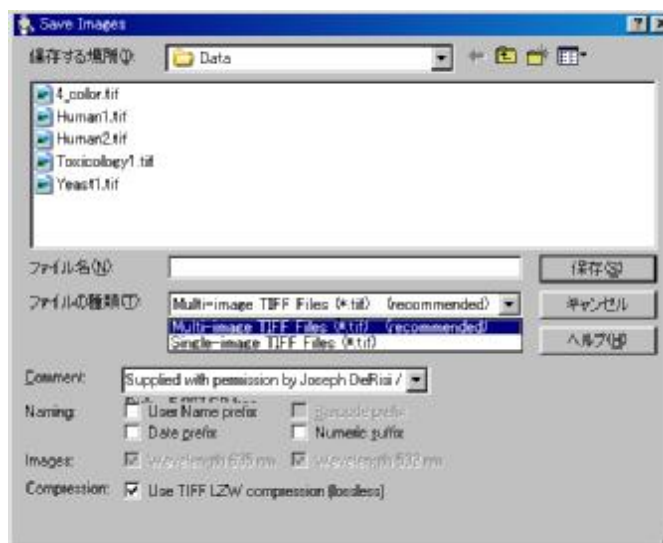 Save Images
保存する場所(I): Data
4_color.tif
Human1.tif
Human2.tif
Toxicology1.tif
Yeast1.tif
ファイル名(N): 保存(S)
ファイルの種類(T): Multi-image TIFF Files (*.tif) (recommended) キャンセル
Multi-image TIFF Files (*.tif) (recommended)
Single-image TIFF Files (*.tif) ヘルプ(H)
Comment: Supplied with permission by Joseph DeRisi /
Naming: User Name prefix Barcode prefix
Date prefix Numeric suffix
Images: Wavelength 635 nm Wavelength 532 nm
Compression: Use TIFF LZW compression (lossless)